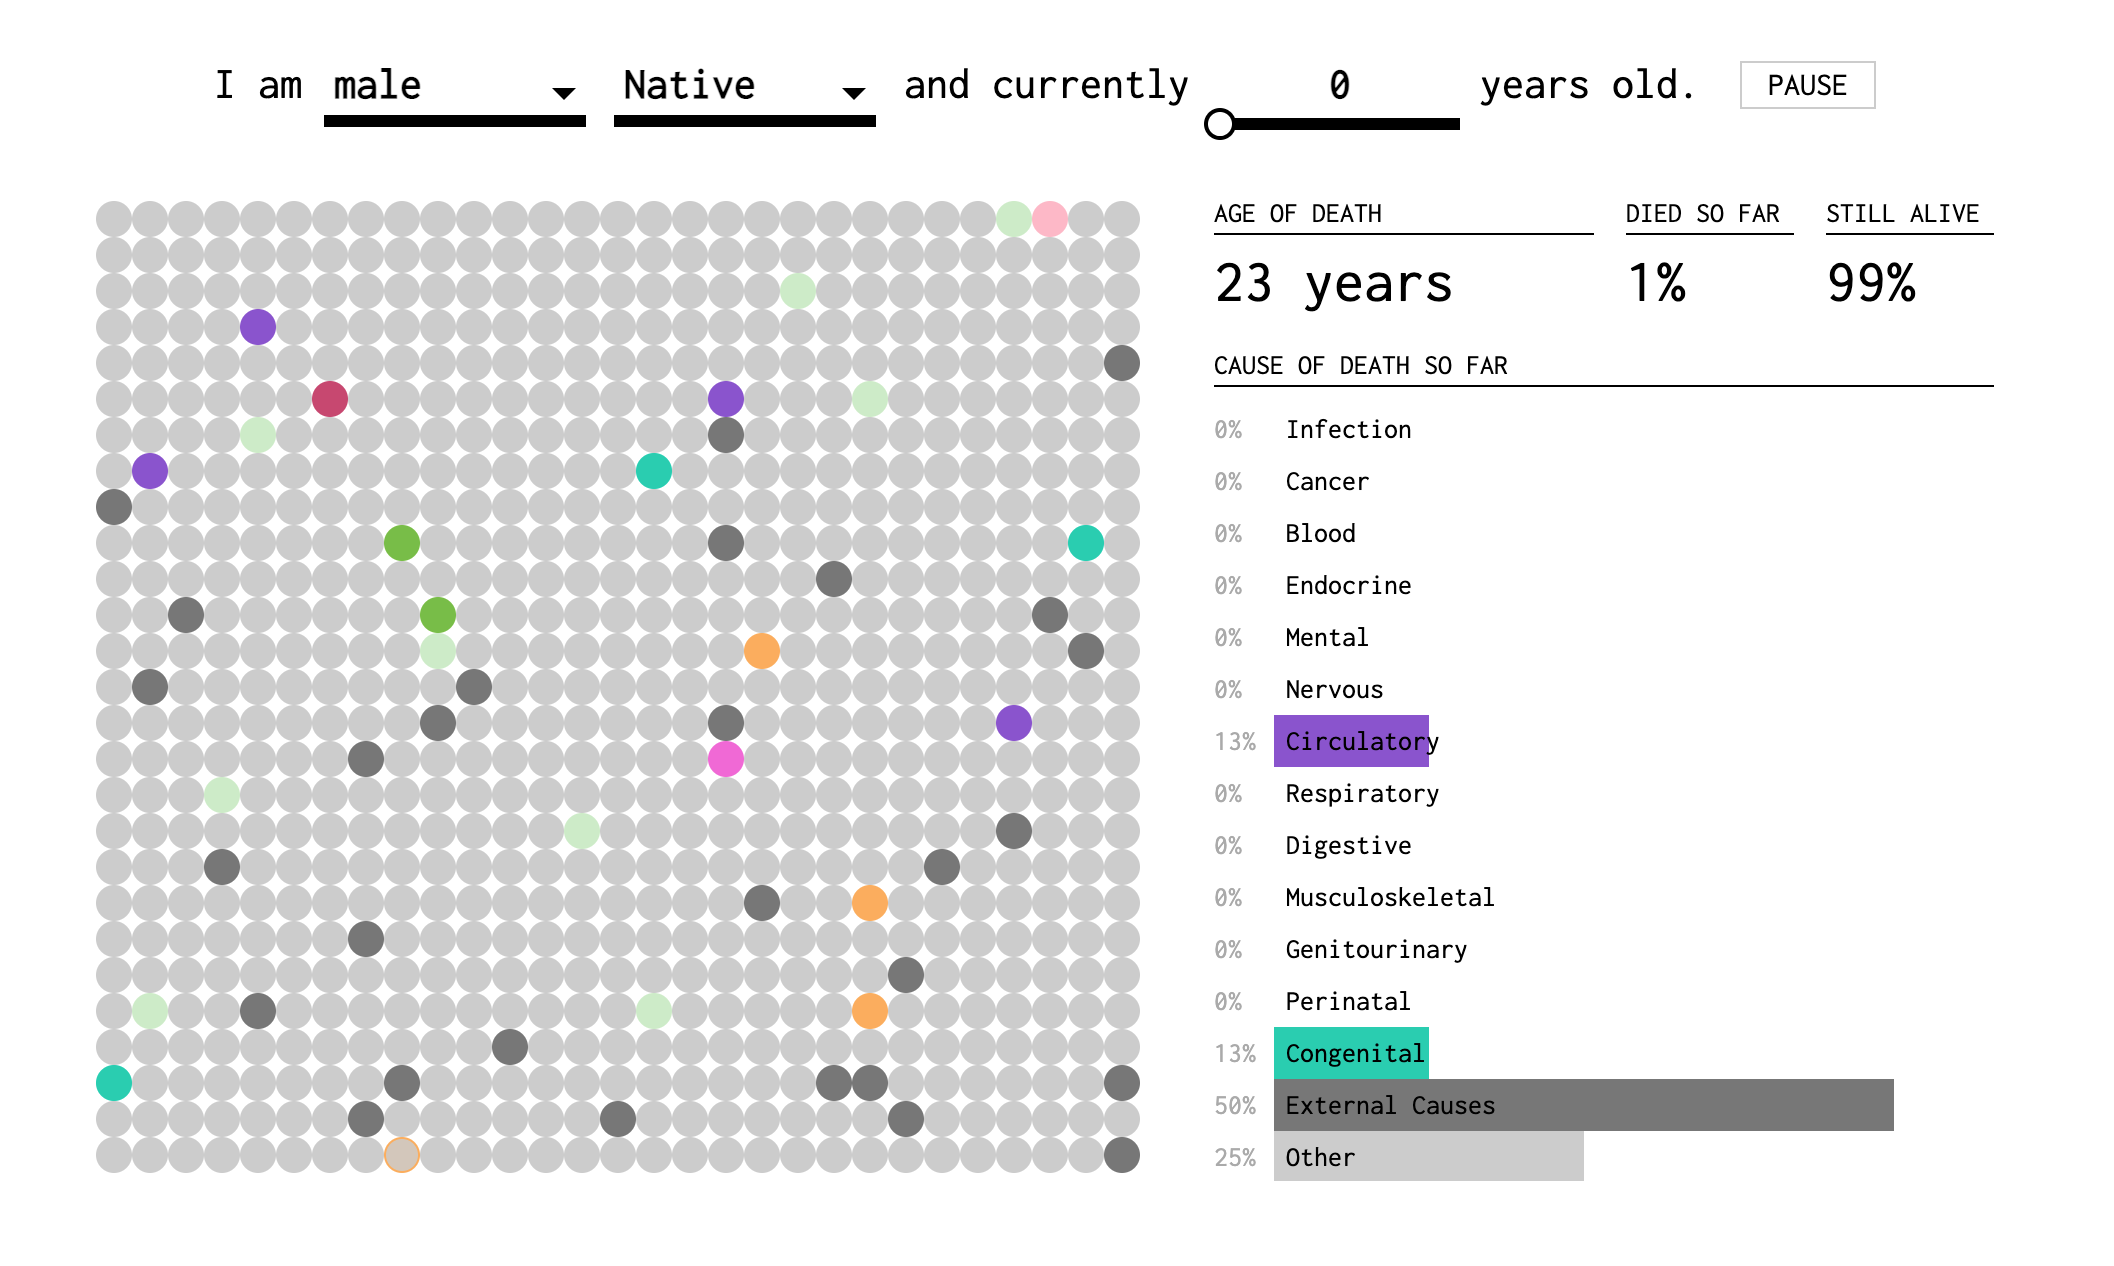 I am male Native and currently 0 years old. PAUSE
AGE OF DEATH DIED SO FAR STILL ALIVE
23 years 1% 99%
CAUSE OF DEATH SO FAR
0% Infection
0% Cancer
0% Blood
0% Endocrine
0% Mental
0% Nervous
13% Circulatory
0% Respiratory
0% Digestive
0% Musculoskeletal
0% Genitourinary
0% Perinatal
13% Congenital
50% External Causes
25% Other